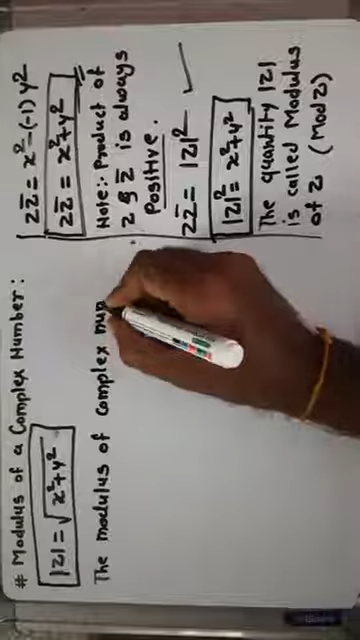 zz̅ = x² - (-1) y²
zz̅ = x² + y²
Note:- Product of
z & z̅ is always
Positive.
zz̅ = |z|²
|z|² = x² + y²
The quantity |z|
is called Modulus
of z (Mod z)
# Modulus of a Complex Number:
|z| = √x² + y²
The modulus of complex num